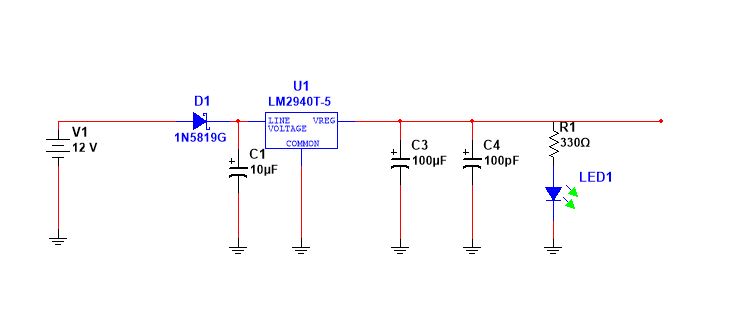 V1
12 V
D1
1N5819G
C1
10µF
U1
LM2940T-5
LINE VREG
VOLTAGE
COMMON
C3
100µF
C4
100pF
R1
330Ω
LED1